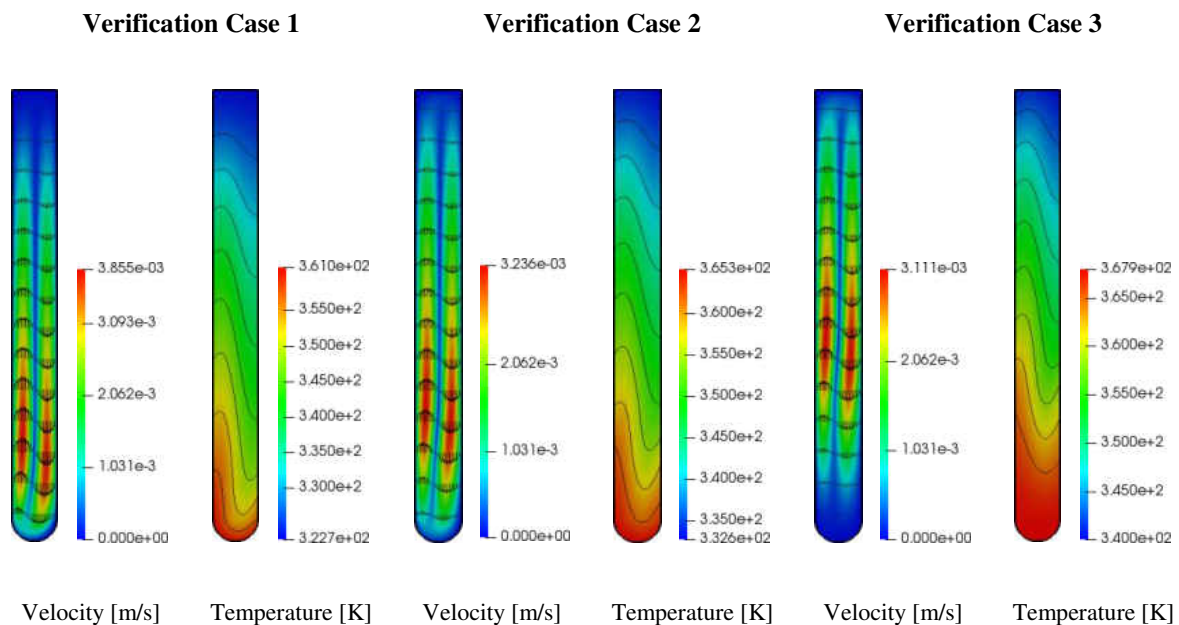 Verification Case 1
Verification Case 2
Verification Case 3
3.855e-03
3.093e-3
2.062e-3
1.031e-3
0.000e+00
3.610e+02
3.550e+2
3.500e+2
3.450e+2
3.400e+2
3.350e+2
3.300e+2
3.227e+02
3.236e-03
2.062e-3
1.031e-3
0.000e+00
3.653e+02
3.600e+2
3.550e+2
3.500e+2
3.450e+2
3.400e+2
3.350e+2
3.326e+02
3.111e-03
2.062e-3
1.031e-3
0.000e+00
3.679e+02
3.650e+2
3.600e+2
3.550e+2
3.500e+2
3.450e+2
3.400e+02
Velocity [m/s]
Temperature [K]
Velocity [m/s]
Temperature [K]
Velocity [m/s]
Temperature [K]